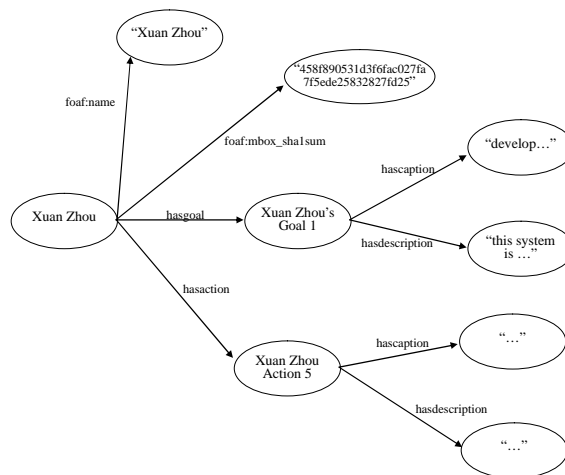 “Xuan Zhou”
“458f890531d3f6fac027fa
7f5ede25832827fd25”
foaf:name
foaf:mbox_sha1sum
“develop…”
hascaption
Xuan Zhou
hasgoal
Xuan Zhou’s
Goal 1
hasdescription
“this system
is …”
hasaction
“…”
hascaption
Xuan Zhou
Action 5
hasdescription
“…”